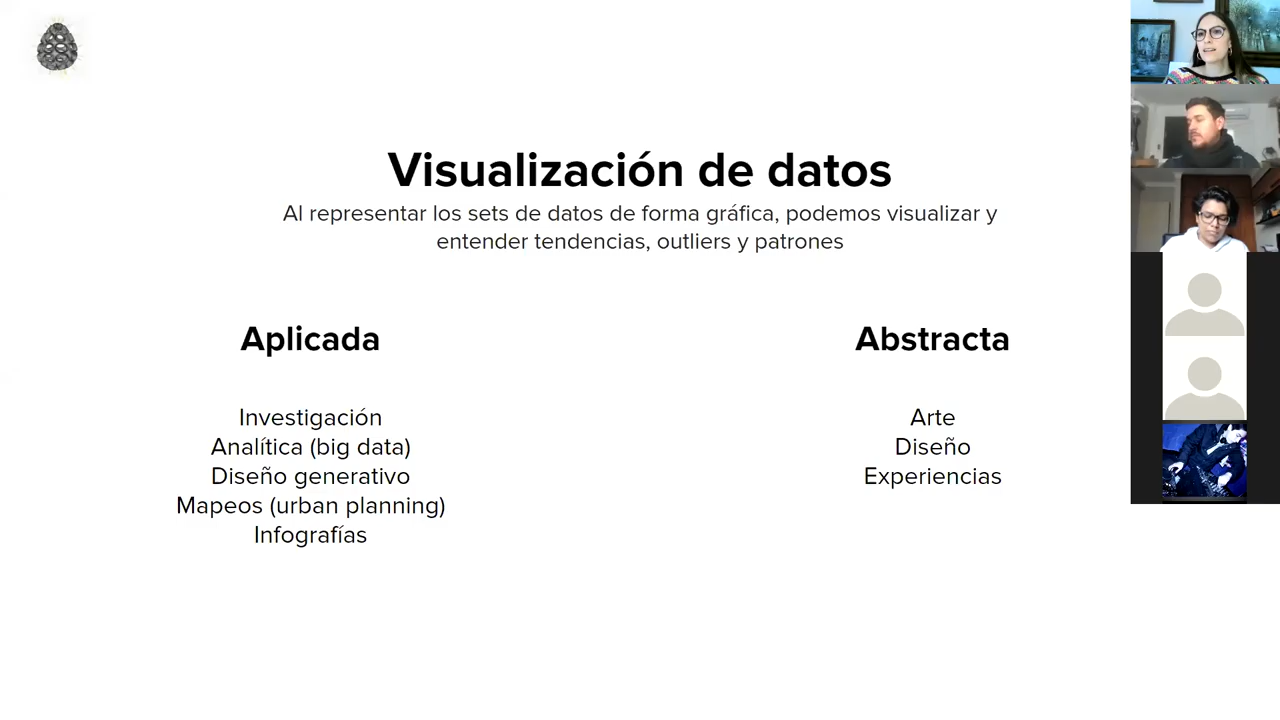 Visualización de datos
Al representar los sets de datos de forma gráfica, podemos visualizar y
entender tendencias, outliers y patrones
Aplicada
Investigación
Analítica (big data)
Diseño generativo
Mapeos (urban planning)
Infografías
Abstracta
Arte
Diseño
Experiencias